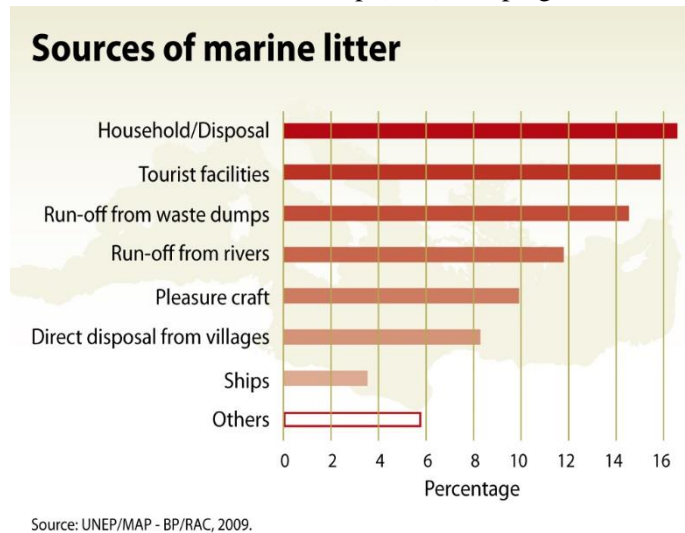 Sources of marine litter
Household/Disposal
Tourist facilities
Run-off from waste dumps
Run-off from rivers
Pleasure craft
Direct disposal from villages
Ships
Others
0 2 4 6 8 10 12 14 16
Percentage
Source: UNEP/MAP - BP/RAC, 2009.